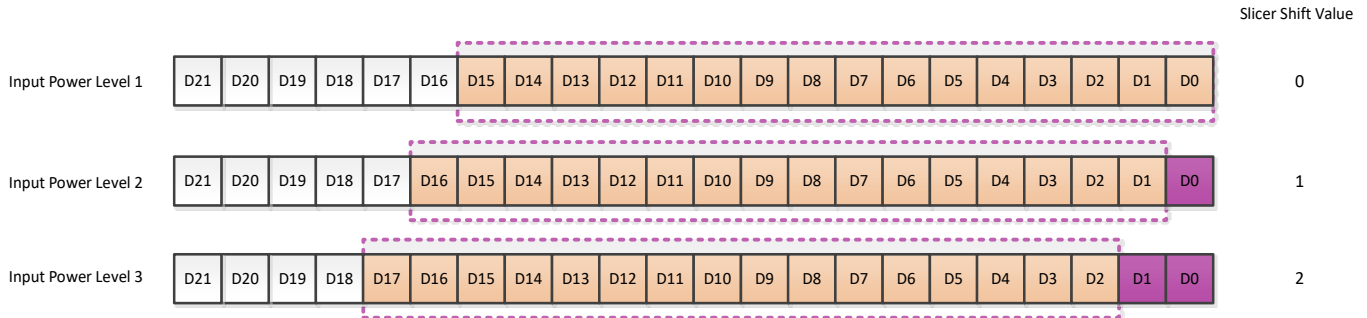 Slicer Shift Value
Input Power Level 1 D21 D20 D19 D18 D17 D16 D15 D14 D13 D12 D11 D10 D9 D8 D7 D6 D5 D4 D3 D2 D1 D0 0
Input Power Level 2 D21 D20 D19 D18 D17 D16 D15 D14 D13 D12 D11 D10 D9 D8 D7 D6 D5 D4 D3 D2 D1 D0 1
Input Power Level 3 D21 D20 D19 D18 D17 D16 D15 D14 D13 D12 D11 D10 D9 D8 D7 D6 D5 D4 D3 D2 D1 D0 2